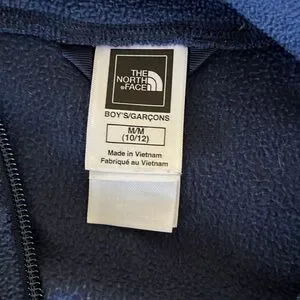 THE
NORTH
FACE
BOY'S/GARÇONS
M/M
(10/12)
Made in Vietnam
Fabriqué au Vietnam